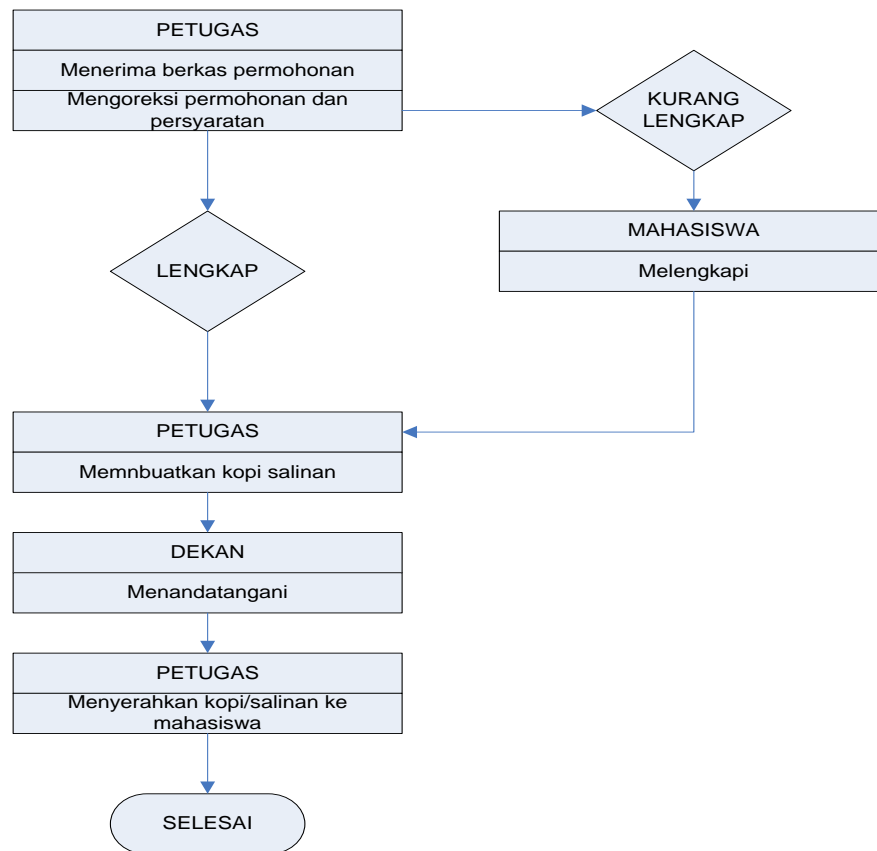 PETUGAS
Menerima berkas permohonan
Mengoreksi permohonan dan
persyaratan
KURANG
LENGKAP
LENGKAP
MAHASISWA
Melengkapi
PETUGAS
Memnbuatkan kopi salinan
DEKAN
Menandatangani
PETUGAS
Menyerahkan kopi/salinan ke
mahasiswa
SELESAI